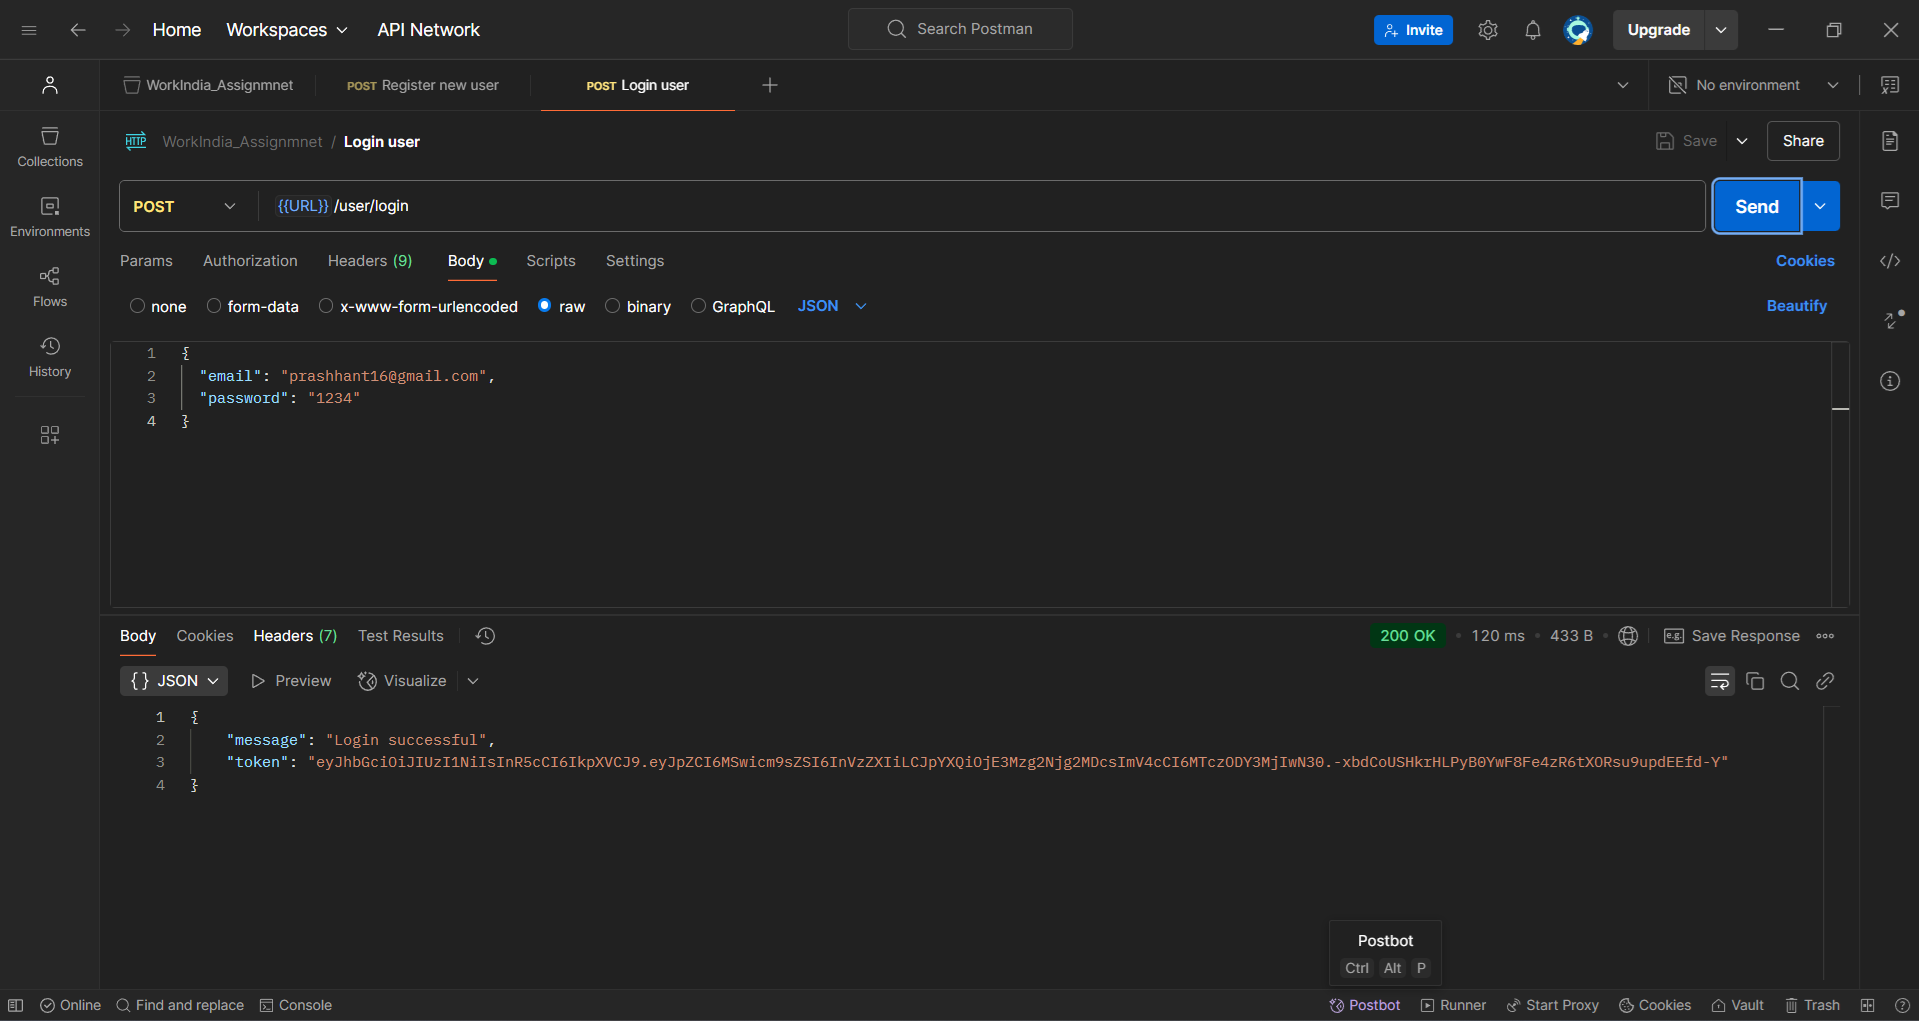 Home Workspaces API Network Search Postman Invite Upgrade
WorkIndia_Assignmnet POST Register new user POST Login user No environment
HTTP WorkIndia_Assignmnet / Login user Save Share
Collections
POST {{URL}} /user/login Send
Environments
Params Authorization Headers (9) Body Scripts Settings Cookies
Flows
none form-data x-www-form-urlencoded raw binary GraphQL JSON Beautify
History
1 {
2 "email": "prashhant16@gmail.com",
3 "password": "1234"
4 }
Body Cookies Headers (7) Test Results 200 OK • 120 ms • 433 B • e.g. Save Response
{} JSON Preview Visualize
1 {
2 "message": "Login successful",
3 "token": "eyJhbGciOiJIUzI1NiIsInR5cCI6IkpXVCJ9.eyJpZCI6MSwicm9sZSI6InVzZXIiLCJpYXQiOjE3Mzg2Njg2MDcsImV4cCI6MTczODY3MjIwN30.-xbdCoUSHkrHLPyB0YwF8Fe4zR6tXORsu9updEEfd-Y"
4 }
Postbot
Ctrl Alt P
Online Find and replace Console Postbot Runner Start Proxy Cookies Vault Trash